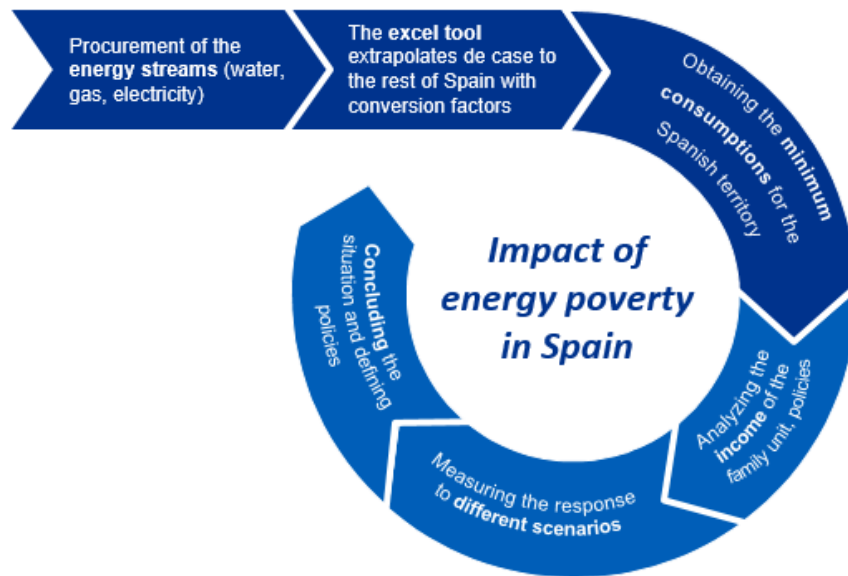 Procurement of the
energy streams (water,
gas, electricity)
The excel tool
extrapolates de case to
the rest of Spain with
conversion factors
Obtaining the minimum
consumptions for the
Spanish territory
Analyzing the
income of the
family unit, policies
Measuring the response
to different scenarios
Concluding the
situation and defining
policies
Impact of
energy poverty
in Spain